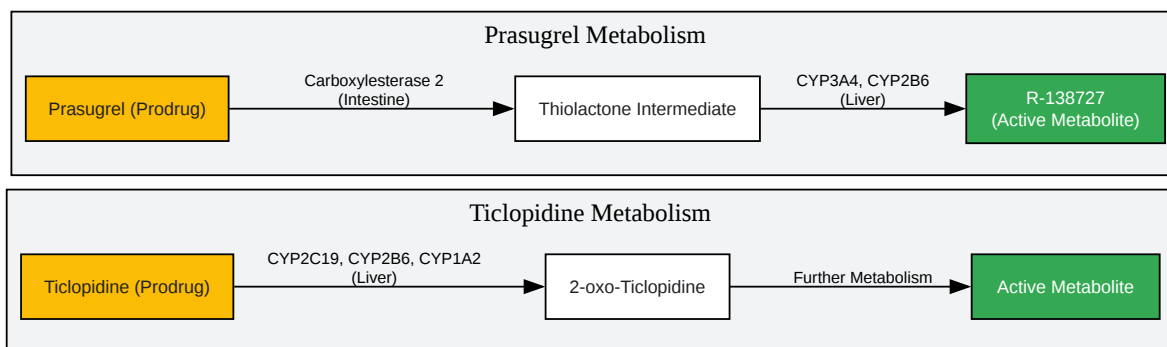 Prasugrel Metabolism
Prasugrel (Prodrug)
Carboxylesterase 2
(Intestine)
Thiolactone Intermediate
CYP3A4, CYP2B6
(Liver)
R-138727
(Active Metabolite)
Ticlopidine Metabolism
Ticlopidine (Prodrug)
CYP2C19, CYP2B6, CYP1A2
(Liver)
2-oxo-Ticlopidine
Further Metabolism
Active Metabolite